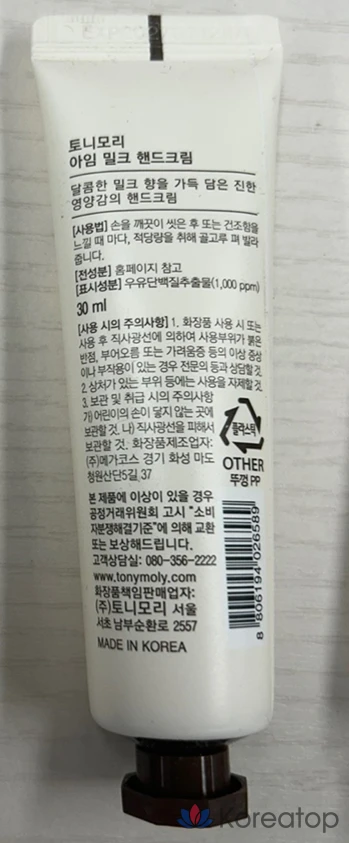 토니모리
아임 밀크 핸드크림
달콤한 밀크 향을 가득 담은 진한
영양감의 핸드크림
[사용법] 손을 깨끗이 씻은 후 또는 건조함을
느낄 때 마다, 적당량을 취해 골고루 펴 발라
줍니다.
[전성분] 홈페이지 참고
[표시성분] 우유단백질추출물(1,000 ppm)
30 ml
[사용 시의 주의사항] 1. 화장품 사용 시 또는
사용 후 직사광선에 의하여 사용부위가 붉은
반점, 부어오름 또는 가려움증 등의 이상 증상
이나 부작용이 있는 경우 전문의 등과 상담할 것.
2. 상처가 있는 부위 등에는 사용을 자제할 것.
3. 보관 및 취급 시의 주의사항
가) 어린이의 손이 닿지 않는 곳에
보관할 것. 나) 직사광선을 피해서
보관할 것. 화장품제조업자:
(주)메가코스 경기 화성 마도
청원산단5길 37
플라스틱
OTHER
뚜껑 PP
본 제품에 이상이 있을 경우
공정거래위원회 고시 "소비
자분쟁해결기준"에 의해 교환
또는 보상해드립니다.
고객상담실: 080-356-2222
www.tonymoly.com
화장품책임판매업자:
(주)토니모리 서울
서초 남부순환로 2557
MADE IN KOREA
8 806194 026589
Koreatop